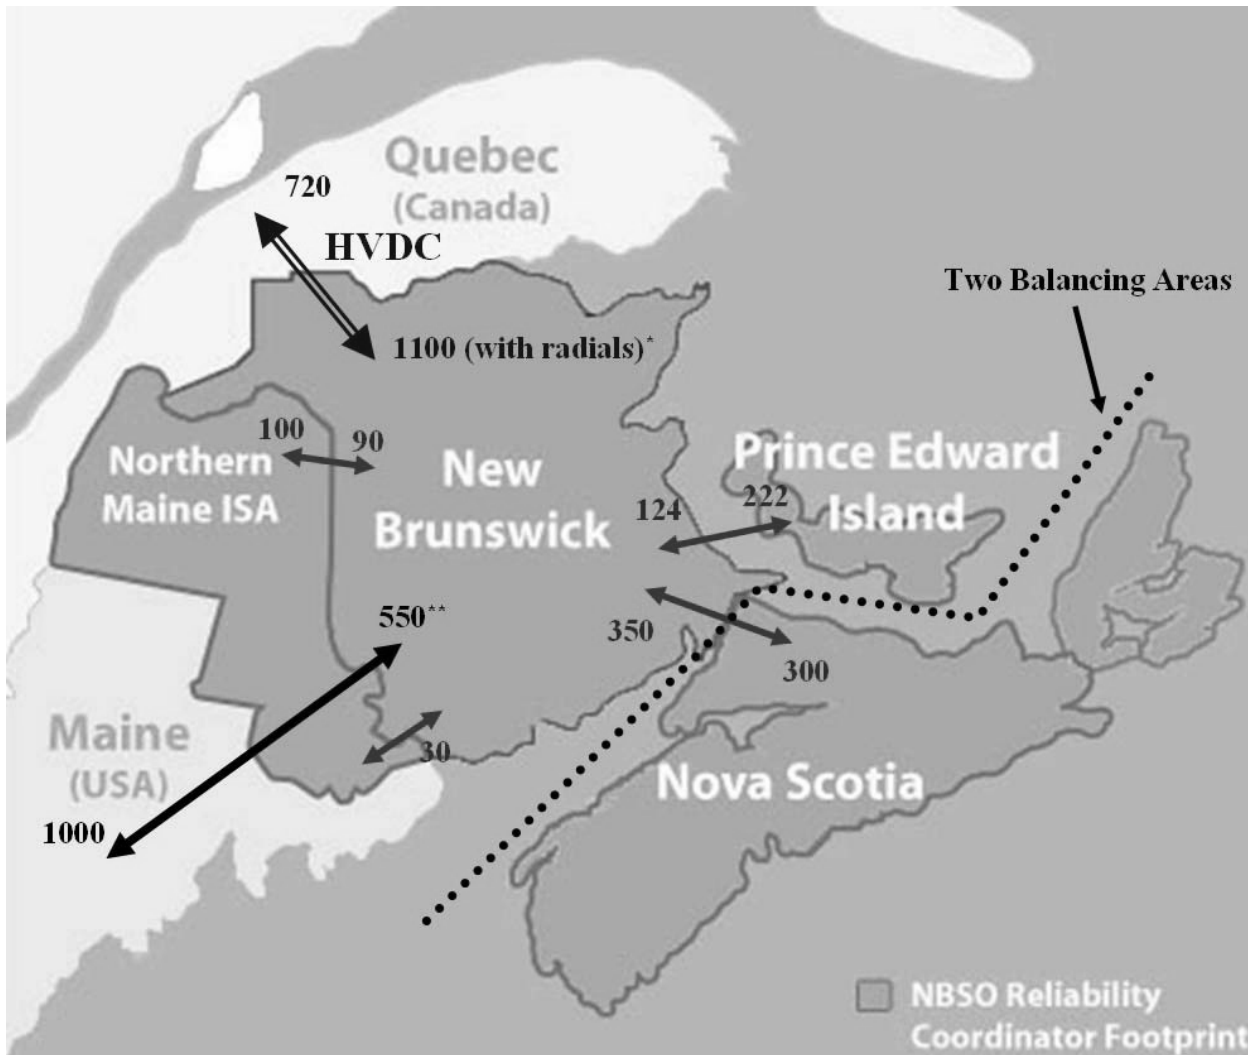 Quebec
(Canada)
720
HVDC
Two Balancing Areas
1100 (with radials)*
100
90
Northern
Maine ISA
New
Brunswick
Prince Edward
Island
124
222
550**
350
300
Maine
(USA)
30
1000
Nova Scotia
NBSO Reliability
Coordinator Footprint